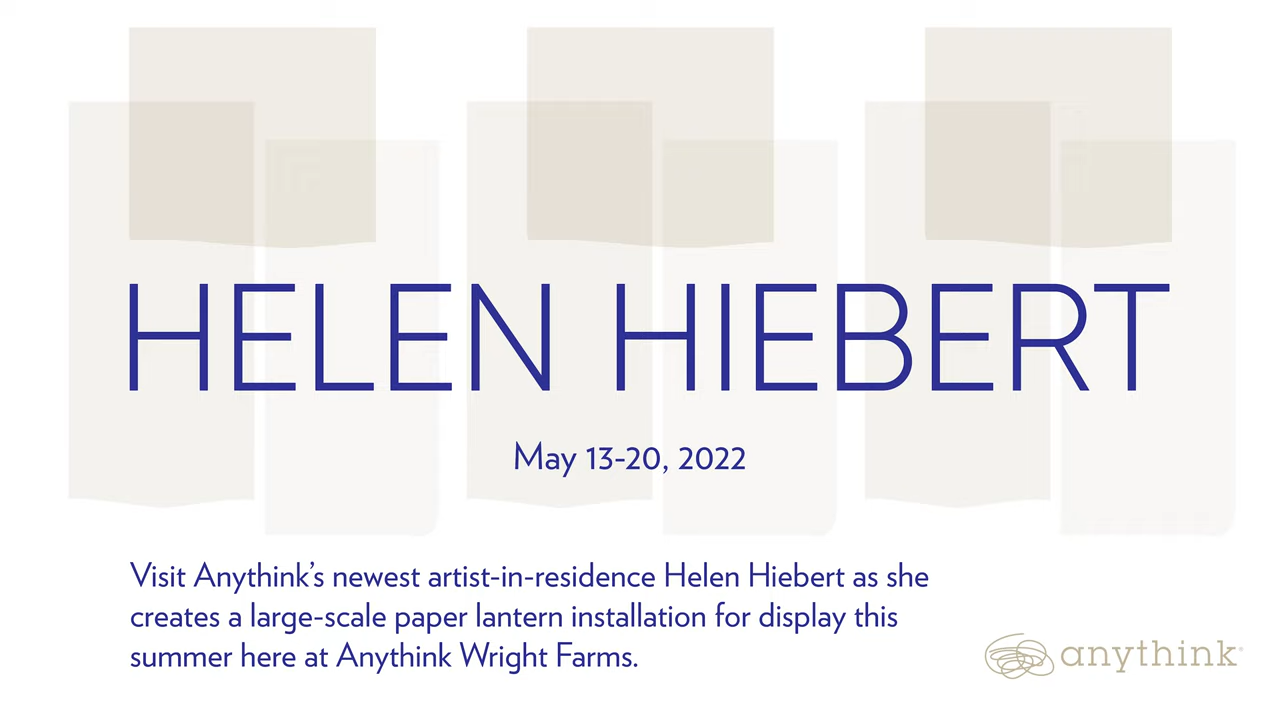 HELEN HIEBERT
May 13-20, 2022
Visit Anythink's newest artist-in-residence Helen Hiebert as she
creates a large-scale paper lantern installation for display this
summer here at Anythink Wright Farms.
anythink